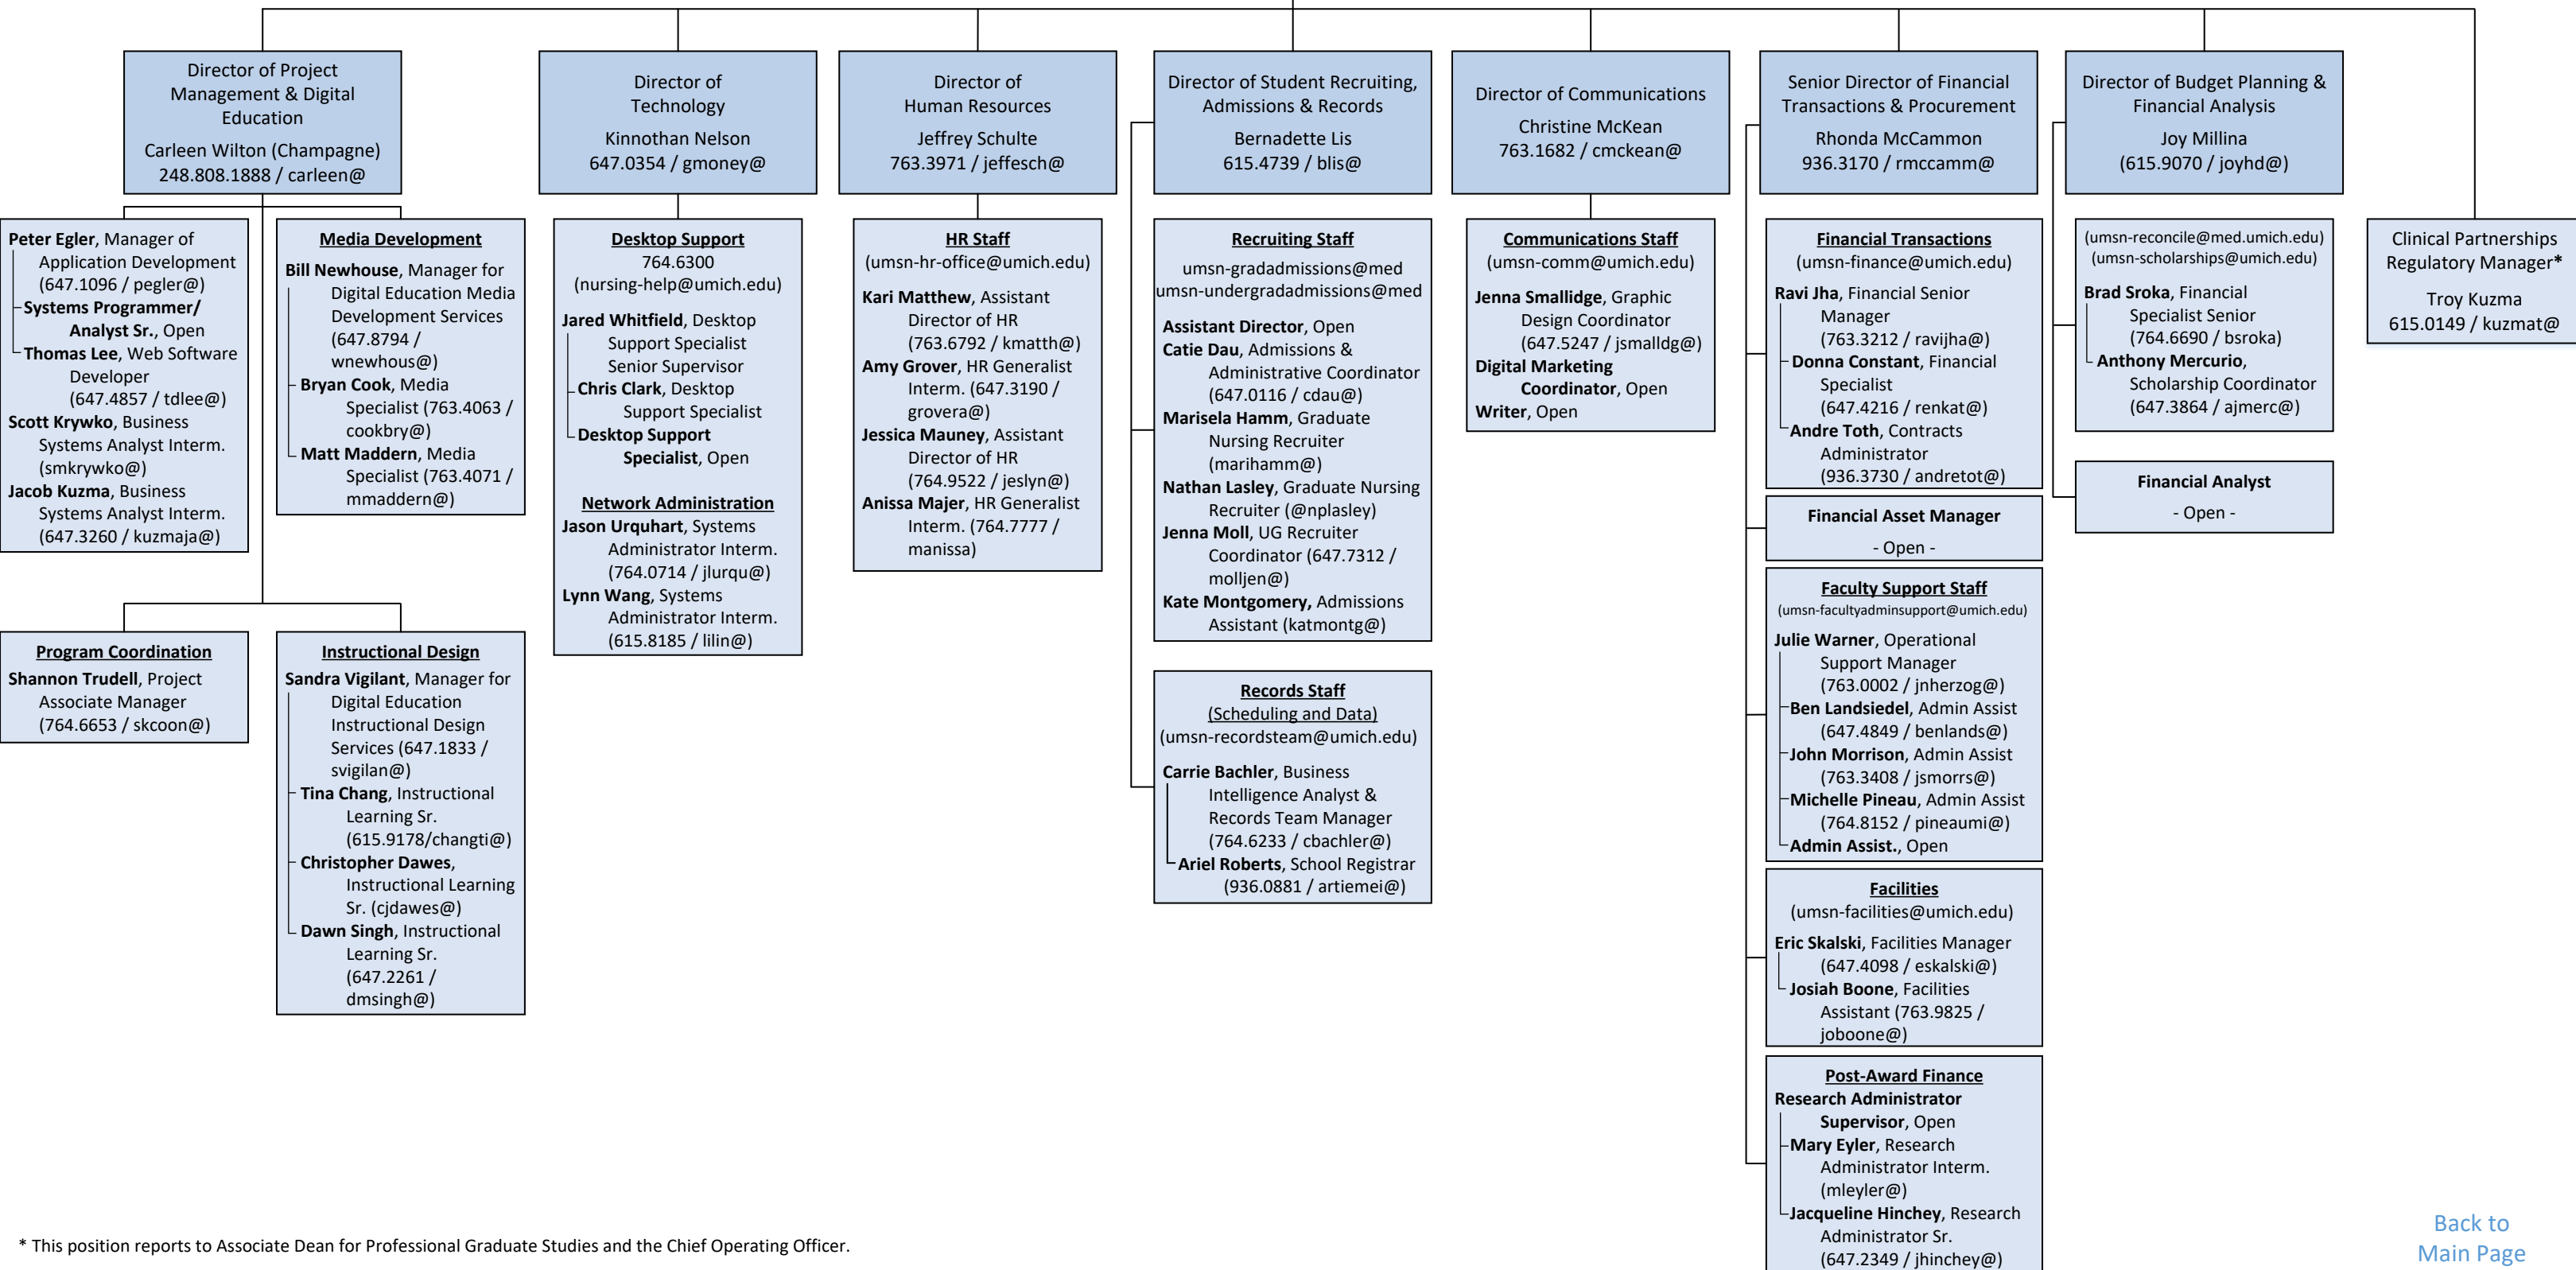 Director of Project
Management & Digital
Education
Carleen Wilton (Champagne)
248.808.1888 / carleen@
Director of
Technology
Kinnothan Nelson
647.0354 / gmoney@
Director of
Human Resources
Jeffrey Schulte
763.3971 / jeffesch@
Director of Student Recruiting,
Admissions & Records
Bernadette Lis
615.4739 / blis@
Director of Communications
Christine McKean
763.1682 / cmckean@
Senior Director of Financial
Transactions & Procurement
Rhonda McCammon
936.3170 / rmccamm@
Director of Budget Planning &
Financial Analysis
Joy Millina
(615.9070 / joyhd@)
Peter Egler, Manager of
Application Development
(647.1096 / pegler@)
Systems Programmer/
Analyst Sr., Open
Thomas Lee, Web Software
Developer
(647.4857 / tdlee@)
Scott Krywko, Business
Systems Analyst Interm.
(smkrywko@)
Jacob Kuzma, Business
Systems Analyst Interm.
(647.3260 / kuzmaja@)
Media Development
Bill Newhouse, Manager for
Digital Education Media
Development Services
(647.8794 /
wnewhous@)
Bryan Cook, Media
Specialist (763.4063 /
cookbry@)
Matt Maddern, Media
Specialist (763.4071 /
mmaddern@)
Program Coordination
Shannon Trudell, Project
Associate Manager
(764.6653 / skcoon@)
Instructional Design
Sandra Vigilant, Manager for
Digital Education
Instructional Design
Services (647.1833 /
svigilan@)
Tina Chang, Instructional
Learning Sr.
(615.9178/changti@)
Christopher Dawes,
Instructional Learning
Sr. (cjdawes@)
Dawn Singh, Instructional
Learning Sr.
(647.2261 /
dmsingh@)
Desktop Support
764.6300
(nursing-help@umich.edu)
Jared Whitfield, Desktop
Support Specialist
Senior Supervisor
Chris Clark, Desktop
Support Specialist
Desktop Support
Specialist, Open
Network Administration
Jason Urquhart, Systems
Administrator Interm.
(764.0714 / jlurqu@)
Lynn Wang, Systems
Administrator Interm.
(615.8185 / lilin@)
HR Staff
(umsn-hr-office@umich.edu)
Kari Matthew, Assistant
Director of HR
(763.6792 / kmatth@)
Amy Grover, HR Generalist
Interm. (647.3190 /
grovera@)
Jessica Mauney, Assistant
Director of HR
(764.9522 / jeslyn@)
Anissa Majer, HR Generalist
Interm. (764.7777 /
manissa)
Recruiting Staff
umsn-gradadmissions@med
umsn-undergradadmissions@med
Assistant Director, Open
Catie Dau, Admissions &
Administrative Coordinator
(647.0116 / cdau@)
Marisela Hamm, Graduate
Nursing Recruiter
(marihamm@)
Nathan Lasley, Graduate Nursing
Recruiter (@nplasley)
Jenna Moll, UG Recruiter
Coordinator (647.7312 /
molljen@)
Kate Montgomery, Admissions
Assistant (katmontg@)
Records Staff
(Scheduling and Data)
(umsn-recordsteam@umich.edu)
Carrie Bachler, Business
Intelligence Analyst &
Records Team Manager
(764.6233 / cbachler@)
Ariel Roberts, School Registrar
(936.0881 / artiemei@)
Communications Staff
(umsn-comm@umich.edu)
Jenna Smallidge, Graphic
Design Coordinator
(647.5247 / jsmalldg@)
Digital Marketing
Coordinator, Open
Writer, Open
Financial Transactions
(umsn-finance@umich.edu)
Ravi Jha, Financial Senior
Manager
(763.3212 / ravijha@)
Donna Constant, Financial
Specialist
(647.4216 / renkat@)
Andre Toth, Contracts
Administrator
(936.3730 / andretot@)
Financial Asset Manager
- Open -
Faculty Support Staff
(umsn-facultyadminsupport@umich.edu)
Julie Warner, Operational
Support Manager
(763.0002 / jnherzog@)
Ben Landsiedel, Admin Assist
(647.4849 / benlands@)
John Morrison, Admin Assist
(763.3408 / jsmorrs@)
Michelle Pineau, Admin Assist
(764.8152 / pineaumi@)
Admin Assist., Open
Facilities
(umsn-facilities@umich.edu)
Eric Skalski, Facilities Manager
(647.4098 / eskalski@)
Josiah Boone, Facilities
Assistant (763.9825 /
joboone@)
Post-Award Finance
Research Administrator
Supervisor, Open
Mary Eyler, Research
Administrator Interm.
(mleyler@)
Jacqueline Hinchey, Research
Administrator Sr.
(647.2349 / jhinchey@)
(umsn-reconcile@med.umich.edu)
(umsn-scholarships@umich.edu)
Brad Sroka, Financial
Specialist Senior
(764.6690 / bsroka)
Anthony Mercurio,
Scholarship Coordinator
(647.3864 / ajmerc@)
Financial Analyst
- Open -
Clinical Partnerships
Regulatory Manager*
Troy Kuzma
615.0149 / kuzmat@
* This position reports to Associate Dean for Professional Graduate Studies and the Chief Operating Officer.
Back to
Main Page